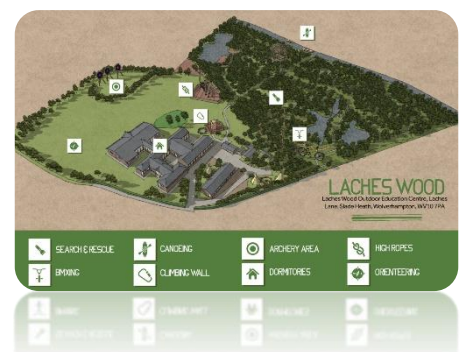 LACHES WOOD
Laches Wood Outdoor Education Centre, Laches
Lane, Slade Heath, Wolverhampton, WV10 7PA
SEARCH & RESCUE
CANOEING
ARCHERY AREA
HIGH ROPES
BMXING
CLIMBING WALL
DORMITORIES
ORIENTEERING